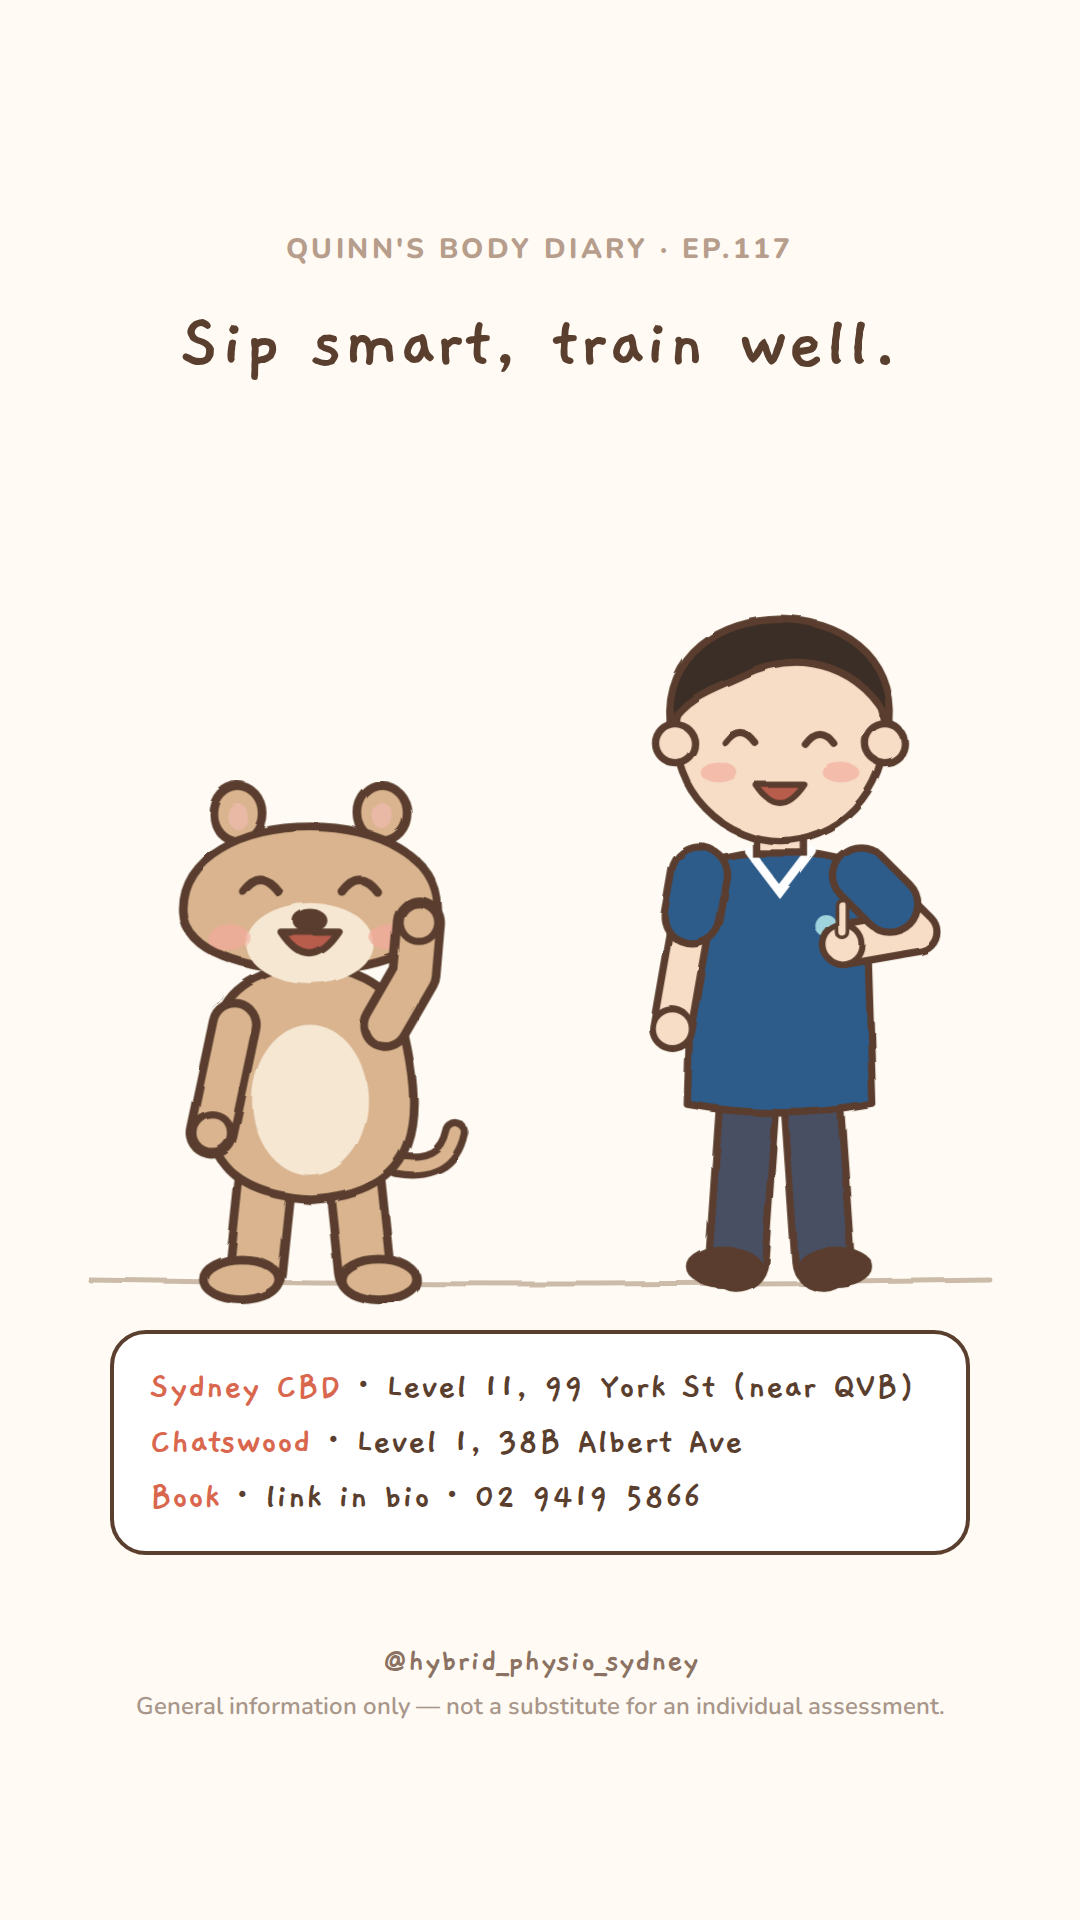 QUINN'S BODY DIARY · EP.117
Sip smart, train well.
Sydney CBD · Level 11, 99 York St (near QVB)
Chatswood · Level 1, 38B Albert Ave
Book · link in bio · 02 9419 5866
@hybrid_physio_sydney
General information only — not a substitute for an individual assessment.